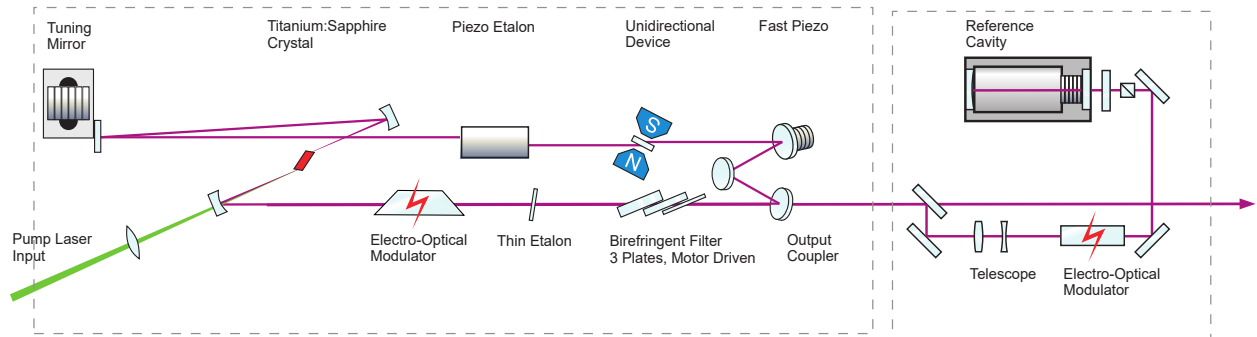 Tuning
Mirror
Titanium:Sapphire
Crystal
Piezo Etalon
Unidirectional
Device
Fast Piezo
Reference
Cavity
S
N
Pump Laser
Input
Electro-Optical
Modulator
Thin Etalon
Birefringent Filter
3 Plates, Motor Driven
Output
Coupler
Telescope
Electro-Optical
Modulator